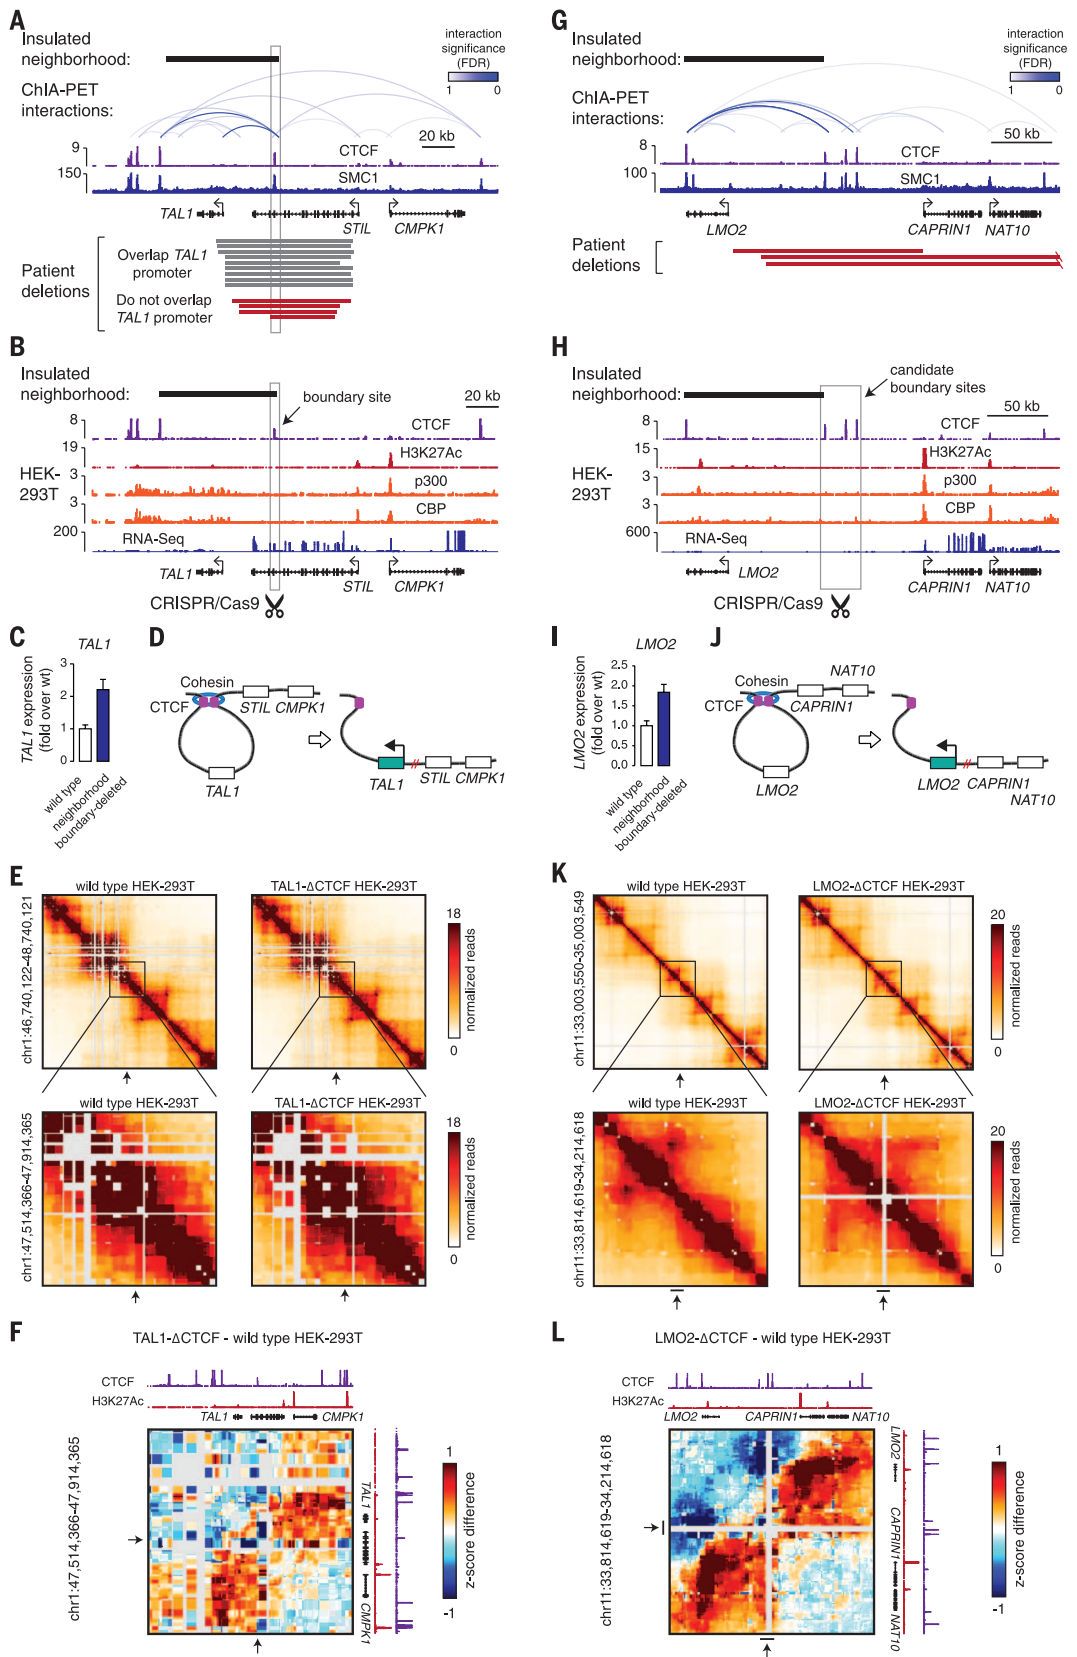 A
Insulated
neighborhood:
interaction
significance
(FDR)
1 0
ChIA-PET
interactions:
20 kb
9
CTCF
150
SMC1
TAL1
STIL
CMPK1
Patient
deletions
Overlap TAL1
promoter
Do not overlap
TAL1 promoter
B
Insulated
neighborhood:
boundary site
20 kb
8
CTCF
19
H3K27Ac
HEK-
293T
3
p300
3
CBP
200
RNA-Seq
TAL1
STIL
CMPK1
CRISPR/Cas9
C
TAL1
TAL1 expression
(fold over wt)
3
2
1
0
wild type
neighborhood
boundary-deleted
D
Cohesin
CTCF
STIL CMPK1
TAL1
TAL1
STIL CMPK1
E
wild type HEK-293T
TAL1-ΔCTCF HEK-293T
chr1:46,740,122-48,740,121
18
normalized reads
0
wild type HEK-293T
TAL1-ΔCTCF HEK-293T
chr1:47,514,366-47,914,365
18
normalized reads
0
F
TAL1-ΔCTCF - wild type HEK-293T
CTCF
H3K27Ac
TAL1
CMPK1
chr1:47,514,366-47,914,365
TAL1
CMPK1
1
z-score difference
-1
G
Insulated
neighborhood:
interaction
significance
(FDR)
1 0
ChIA-PET
interactions:
50 kb
8
CTCF
100
SMC1
LMO2
CAPRIN1
NAT10
Patient
deletions
H
Insulated
neighborhood:
candidate
boundary sites
50 kb
8
CTCF
15
H3K27Ac
HEK-
293T
3
p300
3
CBP
600
RNA-Seq
LMO2
CAPRIN1
NAT10
CRISPR/Cas9
I
LMO2
LMO2 expression
(fold over wt)
2.5
2.0
1.5
1.0
0.5
0.0
wild type
neighborhood
boundary-deleted
J
Cohesin
CTCF
NAT10
CAPRIN1
LMO2
LMO2
CAPRIN1
NAT10
K
wild type HEK-293T
LMO2-ΔCTCF HEK-293T
chr11:33,003,550-35,003,549
20
normalized reads
0
wild type HEK-293T
LMO2-ΔCTCF HEK-293T
chr11:33,814,619-34,214,618
20
normalized reads
0
L
LMO2-ΔCTCF - wild type HEK-293T
CTCF
H3K27Ac
LMO2
CAPRIN1
NAT10
chr11:33,814,619-34,214,618
LMO2
CAPRIN1
NAT10
1
z-score difference
-1